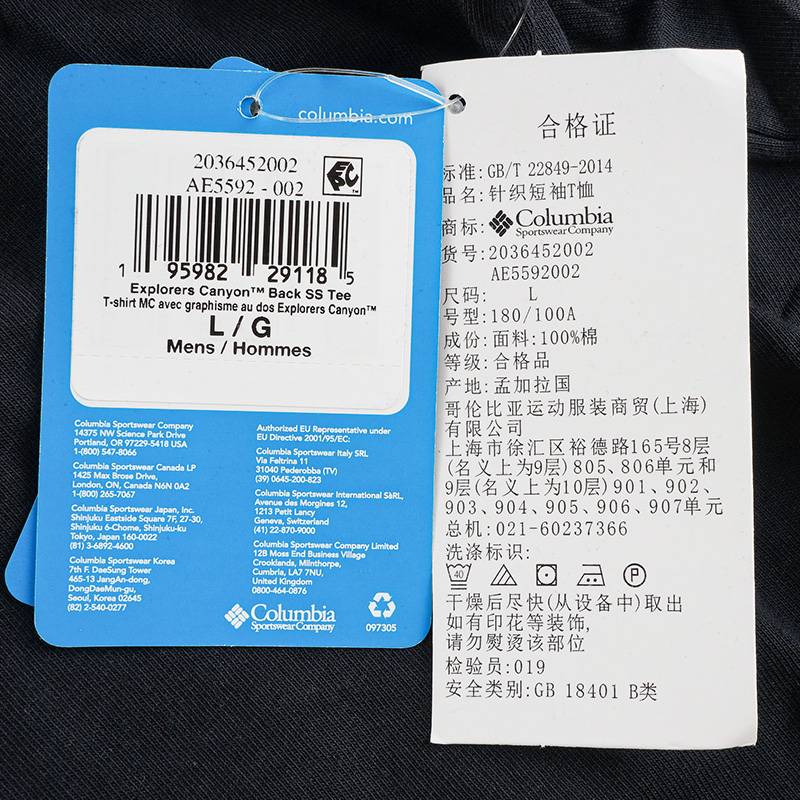 columbia.com
2036452002
AE5592 - 002
1 95982 29118 5
Explorers Canyon™ Back SS Tee
T-shirt MC avec graphisme au dos Explorers Canyon™
L / G
Mens / Hommes
Columbia Sportswear Company
14375 NW Science Park Drive
Portland, OR 97229-5418 USA
1-(800) 547-8066
Columbia Sportswear Canada LP
1425 Max Brose Drive,
London, ON, Canada N6N 0A2
1-(800) 265-7067
Columbia Sportswear Japan, Inc.
Shinjuku Eastside Square 7F, 27-30,
Shinjuku 6-Chome, Shinjuku-ku
Tokyo, Japan 160-0022
(81) 3-6892-4600
Columbia Sportswear Korea
7th F. DaeSung Tower
465-13 JangAn-dong,
DongDaeMun-gu,
Seoul, Korea 02645
(82) 2-540-0277
Authorized EU Representative under
EU Directive 2001/95/EC:
Columbia Sportswear Italy SRL
Via Feltrina 11
31040 Pederobba (TV)
(39) 0645-200-823
Columbia Sportswear International SàRL,
Avenue des Morgines 12,
1213 Petit Lancy
Geneva, Switzerland
(41) 22-870-9000
Columbia Sportswear Company Limited
12B Moss End Business Village
Crooklands, Milnthorpe,
Cumbria, LA7 7NU,
United Kingdom
0800-464-0876
Columbia
Sportswear Company
097305
合格证
标准:GB/T 22849-2014
品名:针织短袖T恤
商标: Columbia
Sportswear Company
货号:2036452002
AE5592002
尺码: L
号型:180/100A
成份:面料:100%棉
等级:合格品
产地:孟加拉国
哥伦比亚运动服装商贸(上海)
有限公司
上海市徐汇区裕德路165号8层
(名义上为9层)805、806单元和
9层(名义上为10层)901、902、
903、904、905、906、907单元
总机:021-60237366
洗涤标识:
40 P
干燥后尽快(从设备中)取出
如有印花等装饰,
请勿熨烫该部位
检验员:019
安全类别:GB 18401 B类